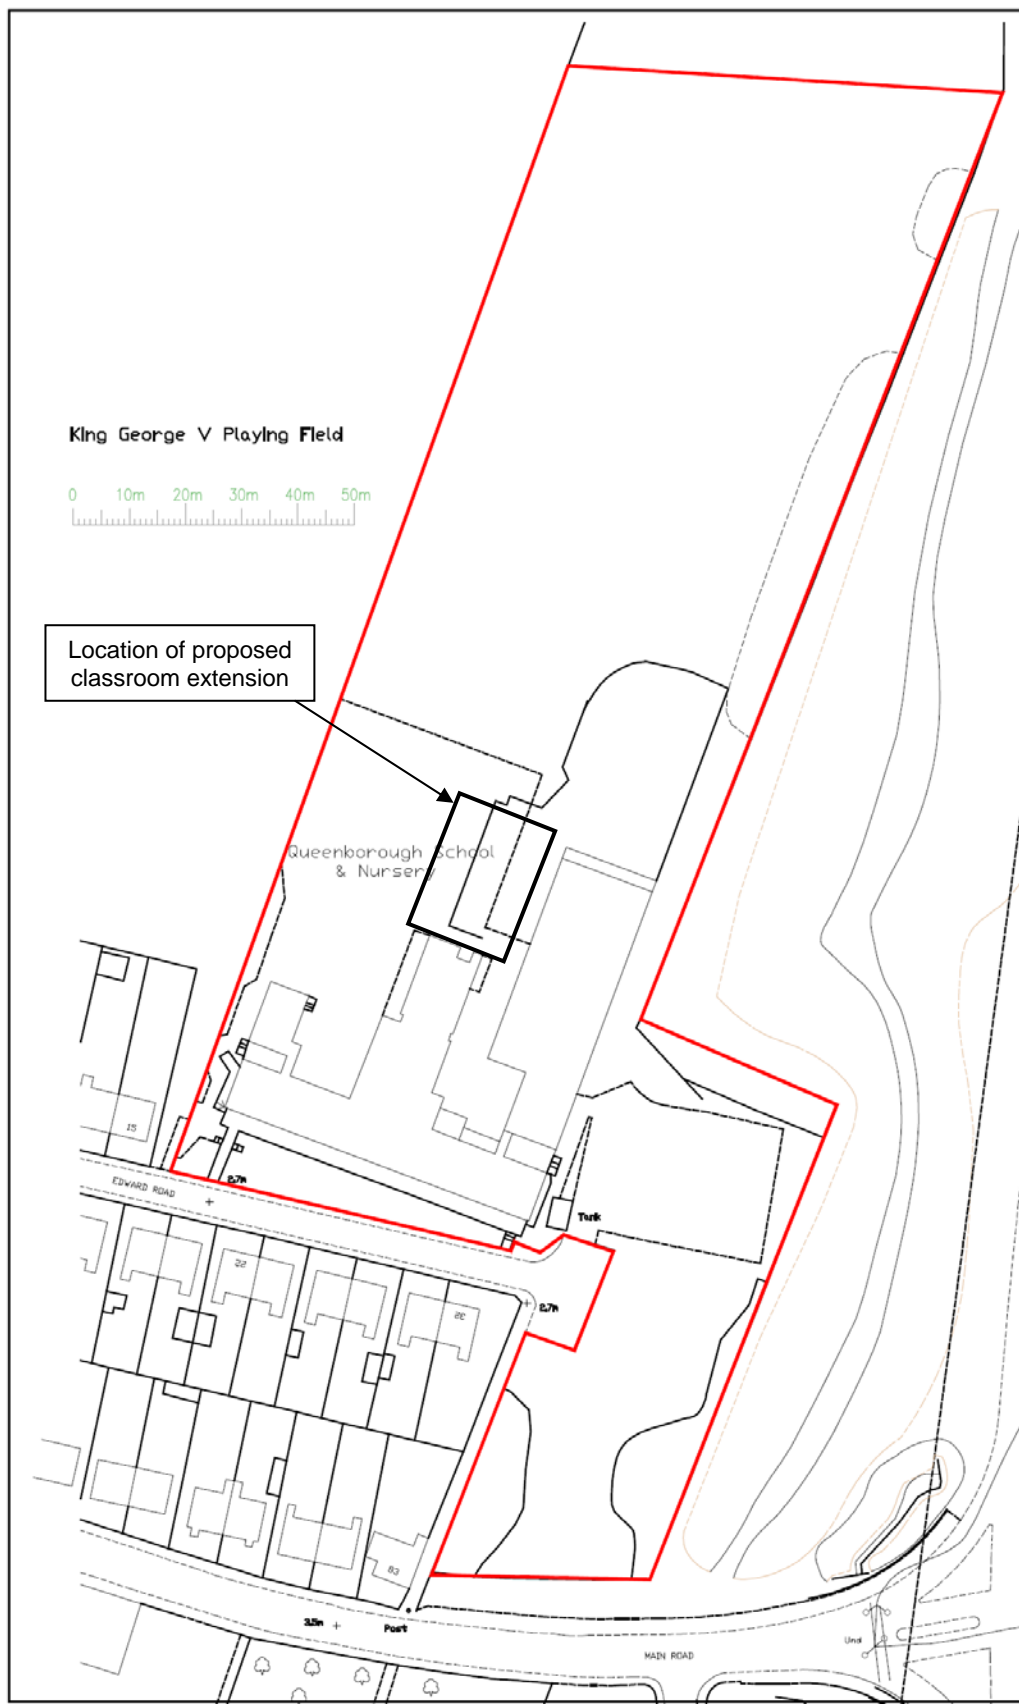 King George V Playing Field
0 10m 20m 30m 40m 50m
Location of proposed
classroom extension
Queenborough School
& Nursery
15
EDWARD ROAD
2.7m
Tank
22
2.7m
32
83
3.5m
Post
MAIN ROAD
Und